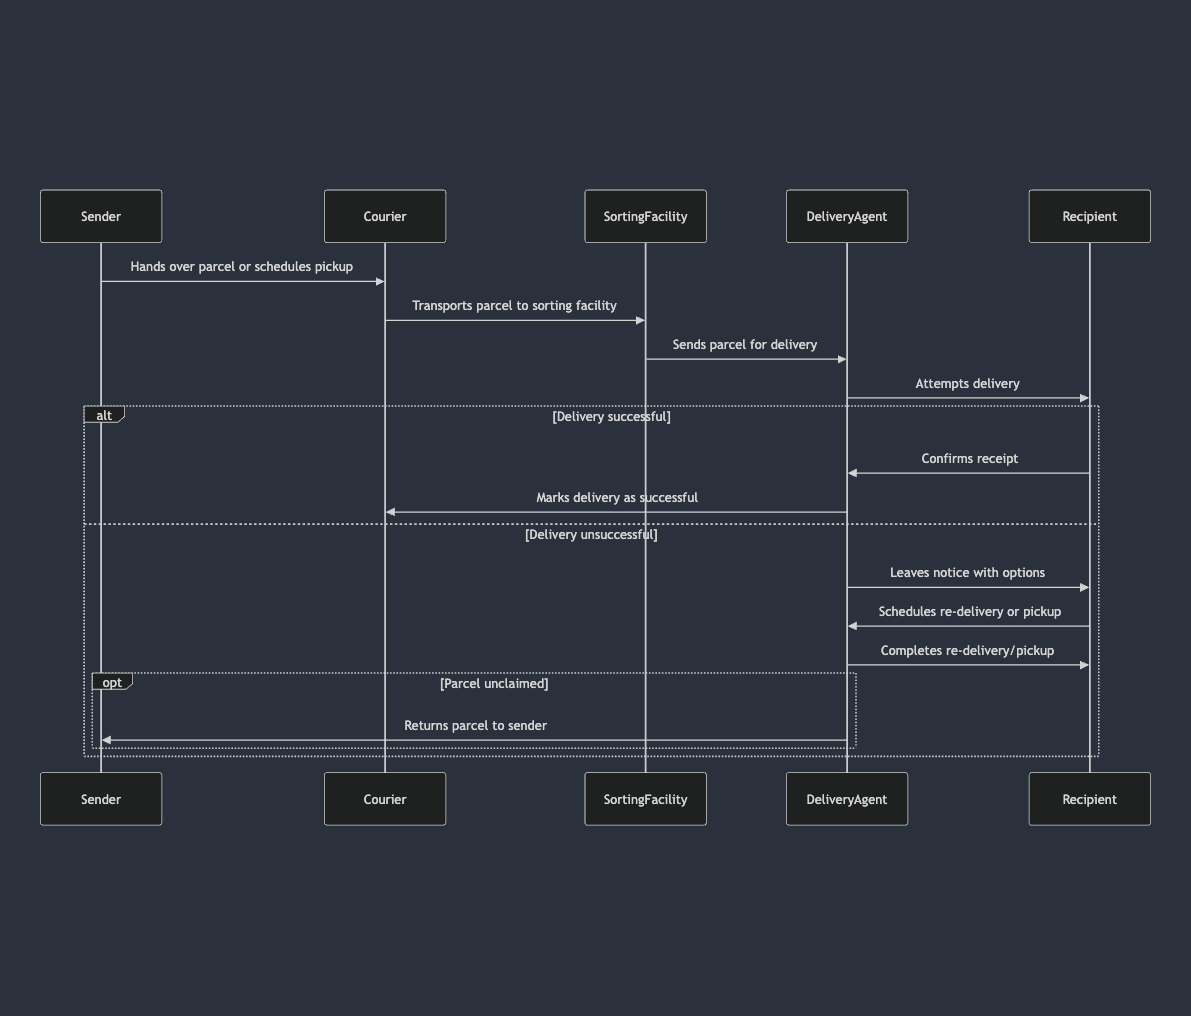 Sender
Courier
SortingFacility
DeliveryAgent
Recipient
Hands over parcel or schedules pickup
Transports parcel to sorting facility
Sends parcel for delivery
Attempts delivery
alt
[Delivery successful]
Confirms receipt
Marks delivery as successful
[Delivery unsuccessful]
Leaves notice with options
Schedules re-delivery or pickup
Completes re-delivery/pickup
opt
[Parcel unclaimed]
Returns parcel to sender
Sender
Courier
SortingFacility
DeliveryAgent
Recipient